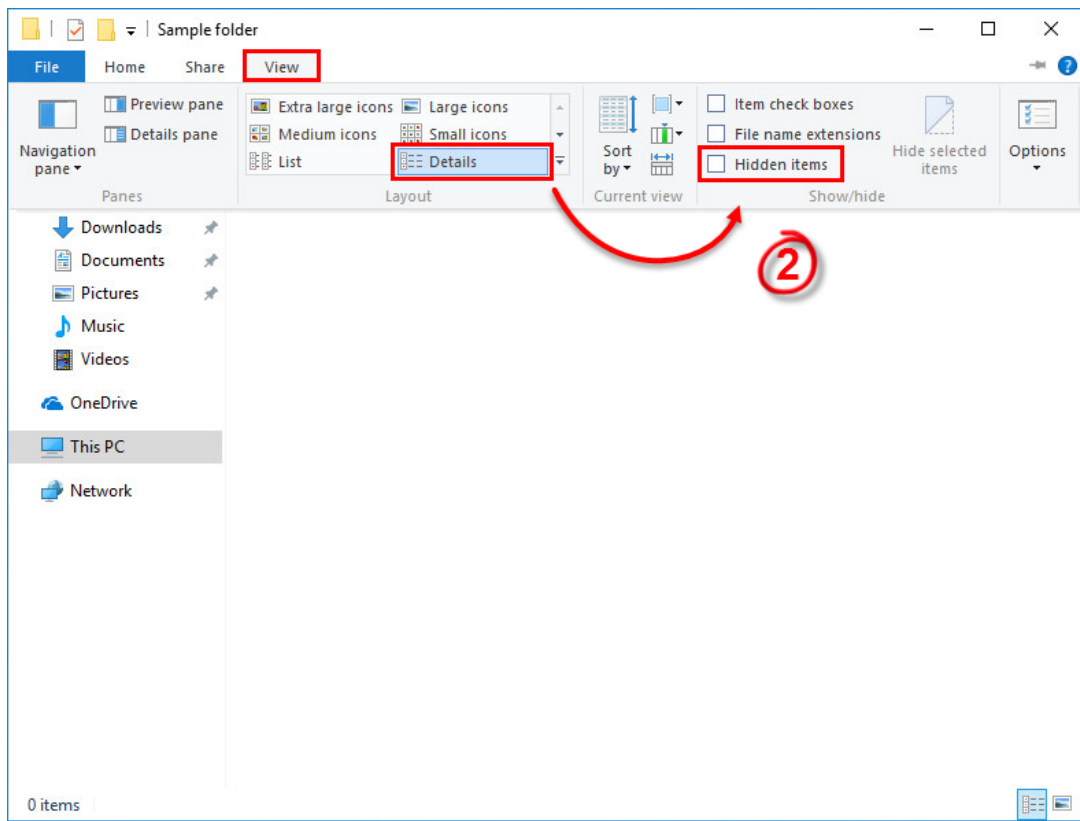 Sample folder
File Home Share View
Preview pane
Details pane
Navigation
pane
Panes
Extra large icons Large icons
Medium icons Small icons
List Details
Layout
Sort
by
Current view
Item check boxes
File name extensions
Hidden items
Hide selected
items
Show/hide
Options
2
Downloads
Documents
Pictures
Music
Videos
OneDrive
This PC
Network
0 items